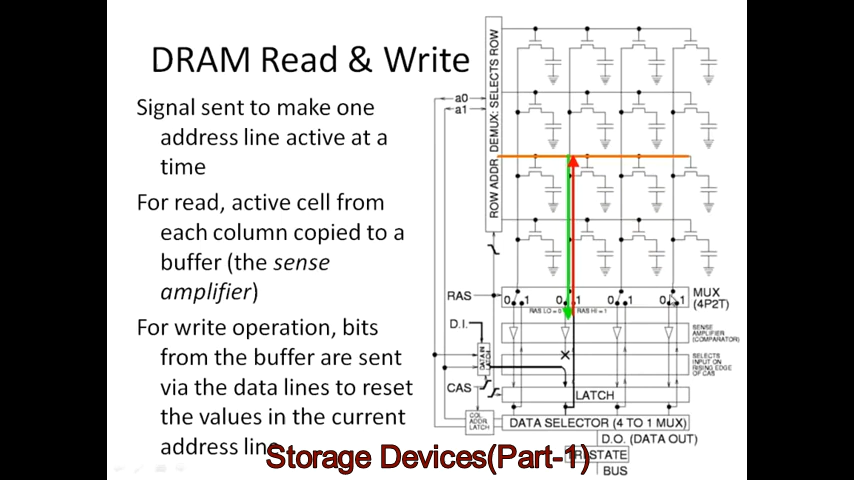 DRAM Read & Write
Signal sent to make one
address line active at a
time
For read, active cell from
each column copied to a
buffer (the sense
amplifier)
For write operation, bits
from the buffer are sent
via the data lines to reset
the values in the current
address line
ROW ADDR. DEMUX: SELECTS ROW
a0
a1
RAS
0 1 0 1 0 1 0 1
MUX
(4P2T)
RAS LO = 0
RAS HI = 1
D.I.
DATA IN
LATCH
SENSE
AMPLIFIER
(COMPARATOR)
X
SELECTS
INPUT ON
RISING EDGE
OF CAS
CAS
LATCH
COL
ADDR
LATCH
DATA SELECTOR (4 TO 1 MUX)
D.O. (DATA OUT)
TRISTATE
BUS
Storage Devices(Part-1)